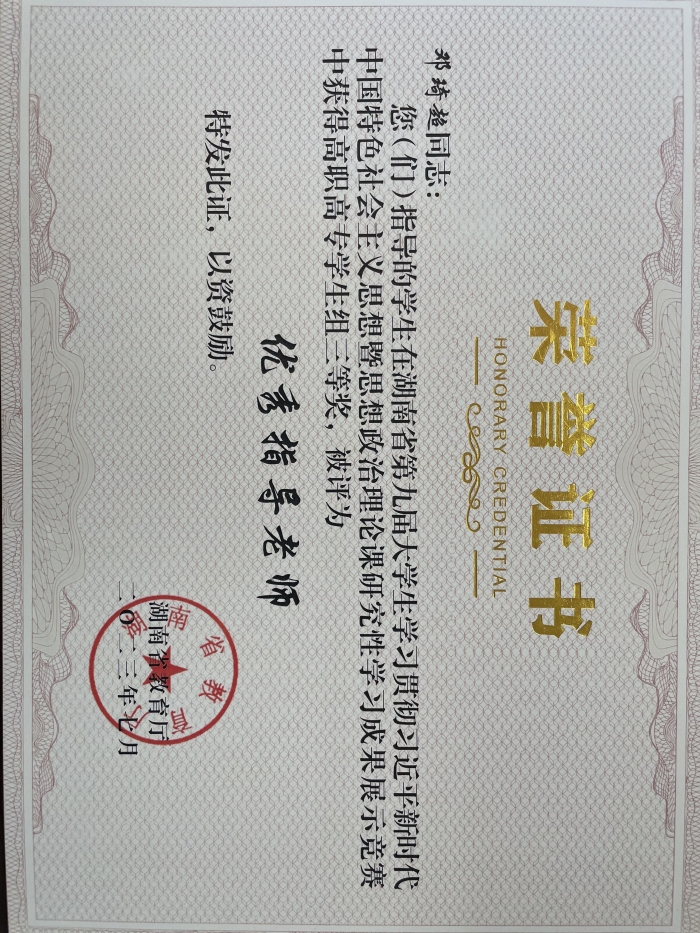 荣誉证书
HONORARY CREDENTIAL
邓琦超同志：
您（们）指导的学生在湖南省第九届大学生学习贯彻习近平新时代
中国特色社会主义思想暨思想政治理论课研究性学习成果展示竞赛
中获得高职高专学生组三等奖，被评为
优秀指导老师
特发此证，以资鼓励。
湖南省教育厅
二〇二三年七月